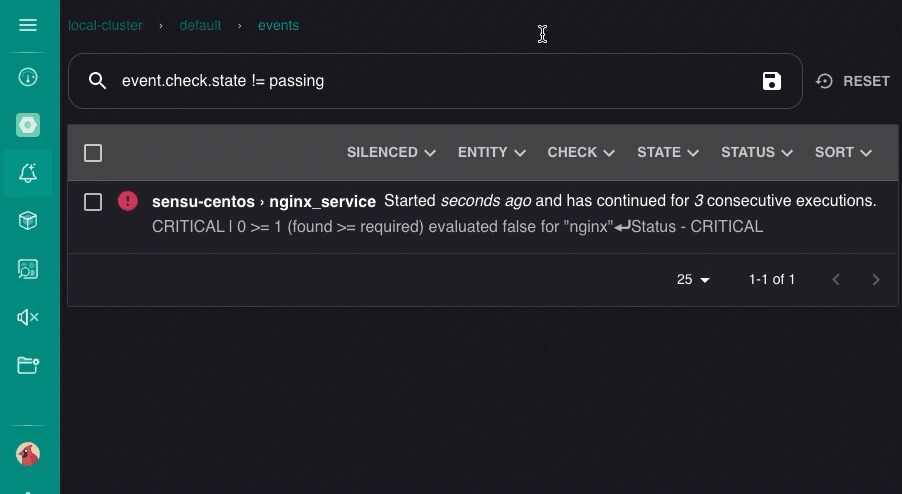 local-cluster › default › events
event.check.state != passing
RESET
SILENCED ENTITY CHECK STATE STATUS SORT
sensu-centos › nginx_service Started seconds ago and has continued for 3 consecutive executions.
CRITICAL | 0 >= 1 (found >= required) evaluated false for "nginx"↵Status - CRITICAL
25 1-1 of 1